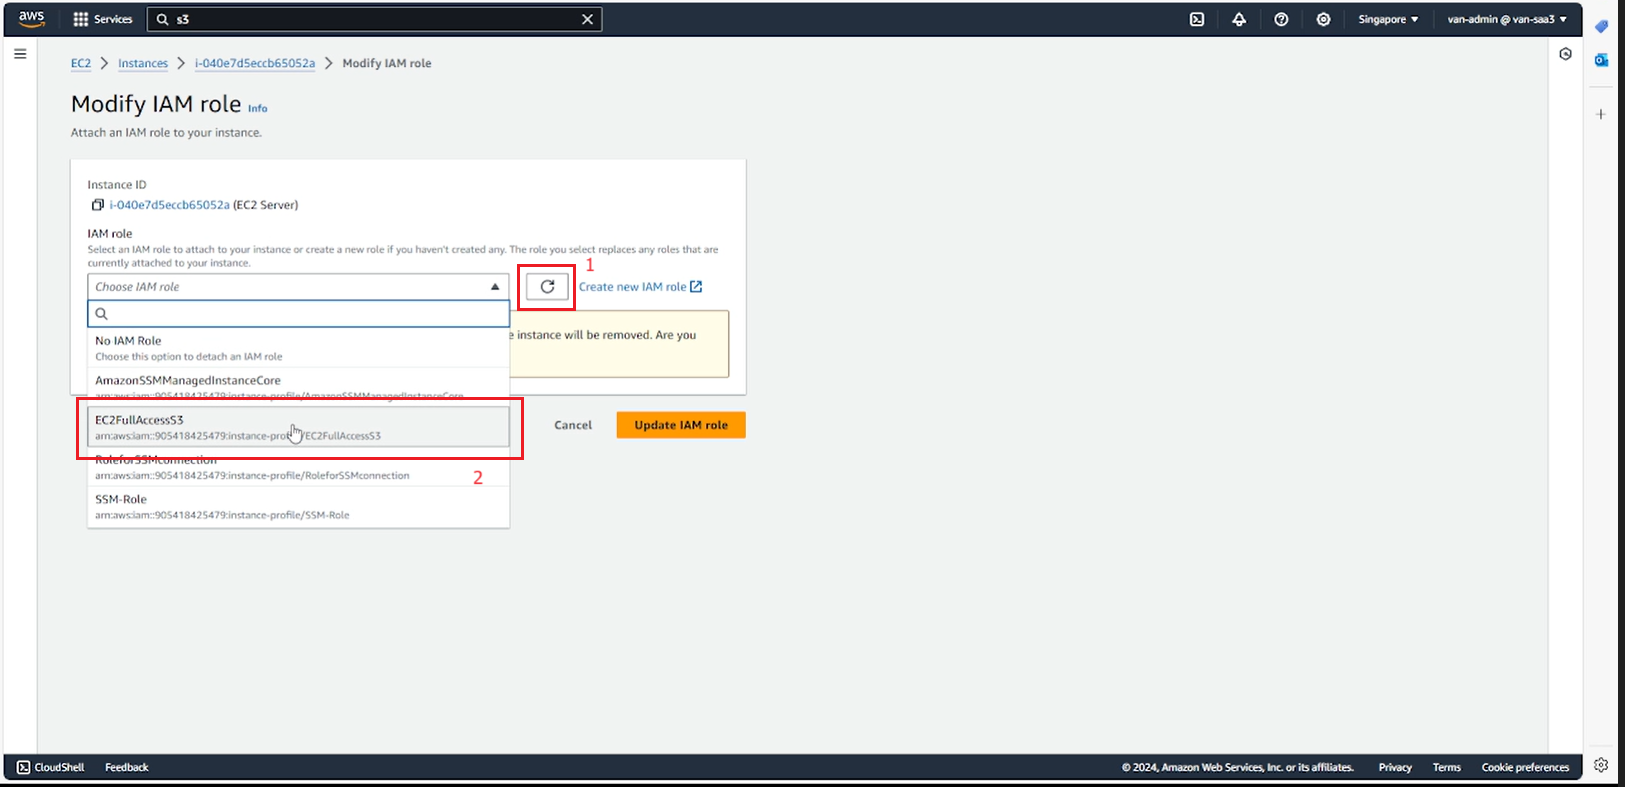 aws
Services
s3
Singapore
van-admin @ van-saa3
EC2 > Instances > i-040e7d5eccb65052a > Modify IAM role
Modify IAM role Info
Attach an IAM role to your instance.
Instance ID
i-040e7d5eccb65052a (EC2 Server)
IAM role
Select an IAM role to attach to your instance or create a new role if you haven't created any. The role you select replaces any roles that are
currently attached to your instance.
1
Choose IAM role
Create new IAM role
e instance will be removed. Are you
No IAM Role
Choose this option to detach an IAM role
AmazonSSMManagedInstanceCore
arn:aws:iam::905418425479:instance-profile/AmazonSSMManagedInstanceCore
EC2FullAccessS3
arn:aws:iam::905418425479:instance-profi /EC2FullAccessS3
Cancel
Update IAM role
RoleforSSMconnection
arn:aws:iam::905418425479:instance-profile/RoleforSSMconnection
2
SSM-Role
arn:aws:iam::905418425479:instance-profile/SSM-Role
CloudShell
Feedback
© 2024, Amazon Web Services, Inc. or its affiliates.
Privacy
Terms
Cookie preferences